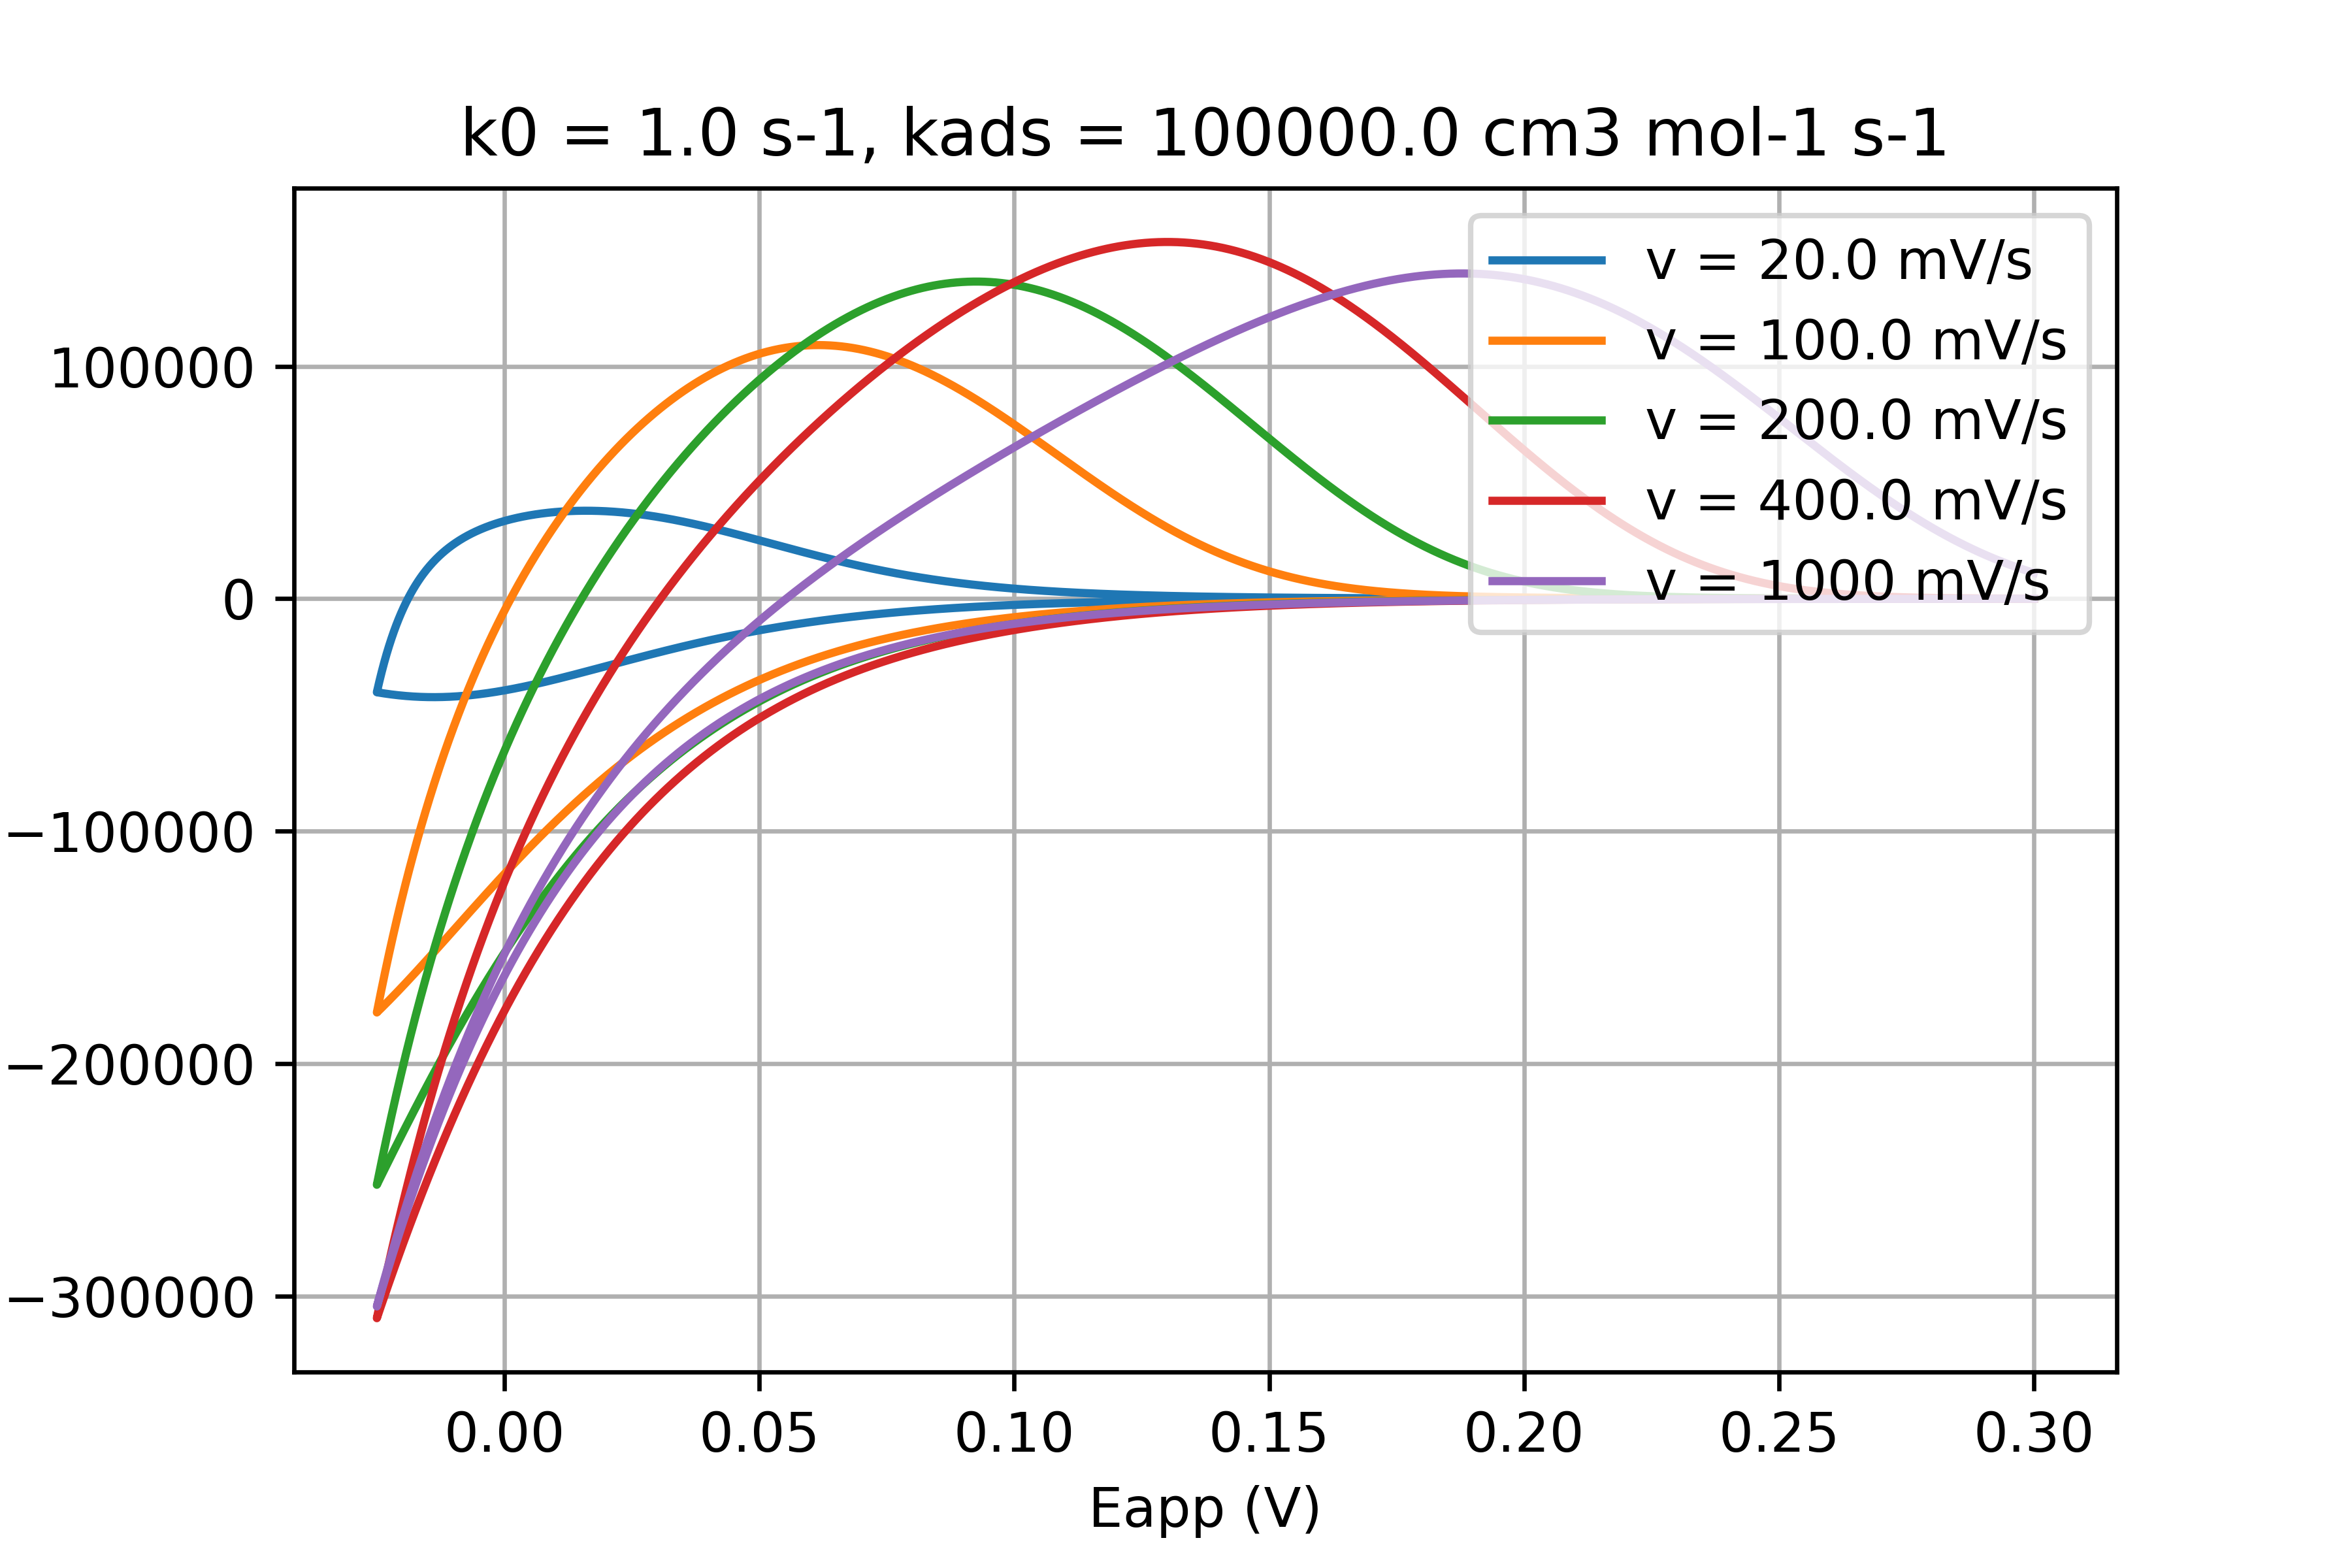 k0 = 1.0 s-1, kads = 100000.0 cm3 mol-1 s-1
v = 20.0 mV/s
v = 100.0 mV/s
v = 200.0 mV/s
v = 400.0 mV/s
v = 1000 mV/s
100000
0
−100000
−200000
−300000
0.00 0.05 0.10 0.15 0.20 0.25 0.30
Eapp (V)